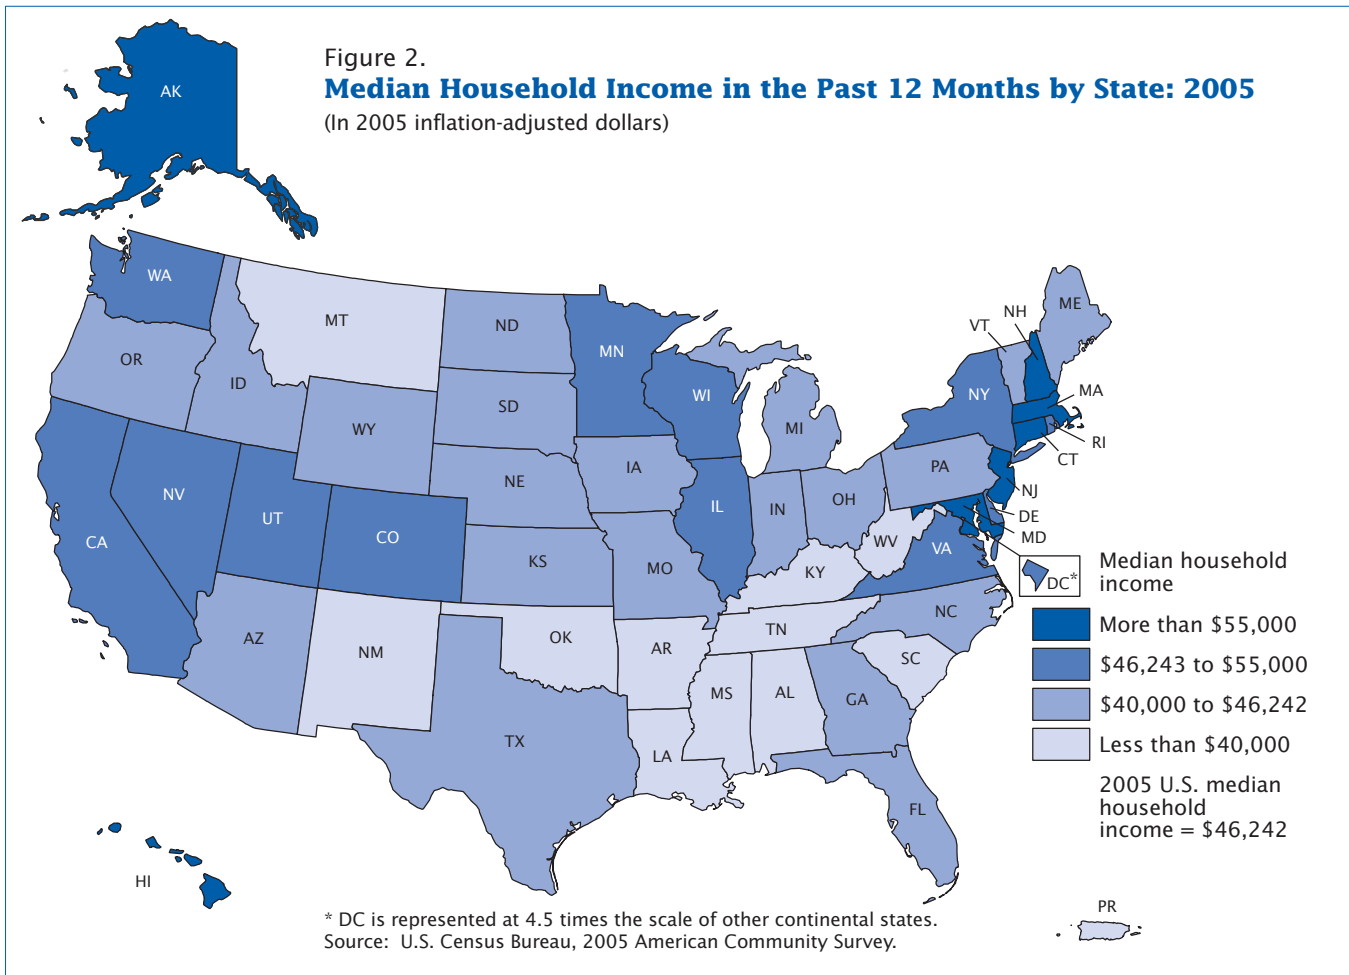 Figure 2.
Median Household Income in the Past 12 Months by State: 2005
(In 2005 inflation-adjusted dollars)
AK
WA
MT
ND
MN
ME
NH
VT
OR
ID
SD
WI
NY
MA
WY
MI
RI
CT
IA
PA
NE
NV
OH
NJ
UT
IL
IN
DE
CO
MD
CA
WV
VA
KS
MO
KY
DC*
NC
AZ
TN
OK
NM
AR
SC
MS
AL
GA
TX
LA
FL
HI
PR
Median household
income
More than $55,000
$46,243 to $55,000
$40,000 to $46,242
Less than $40,000
2005 U.S. median
household
income = $46,242
* DC is represented at 4.5 times the scale of other continental states.
Source: U.S. Census Bureau, 2005 American Community Survey.